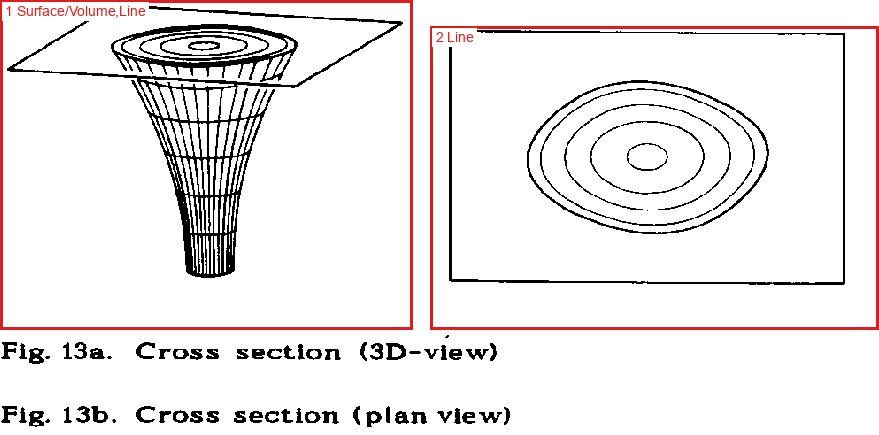 1 Surface/Volume,Line
2 Line
Fig. 13a. Cross section (3D-view)
Fig. 13b. Cross section (plan view)